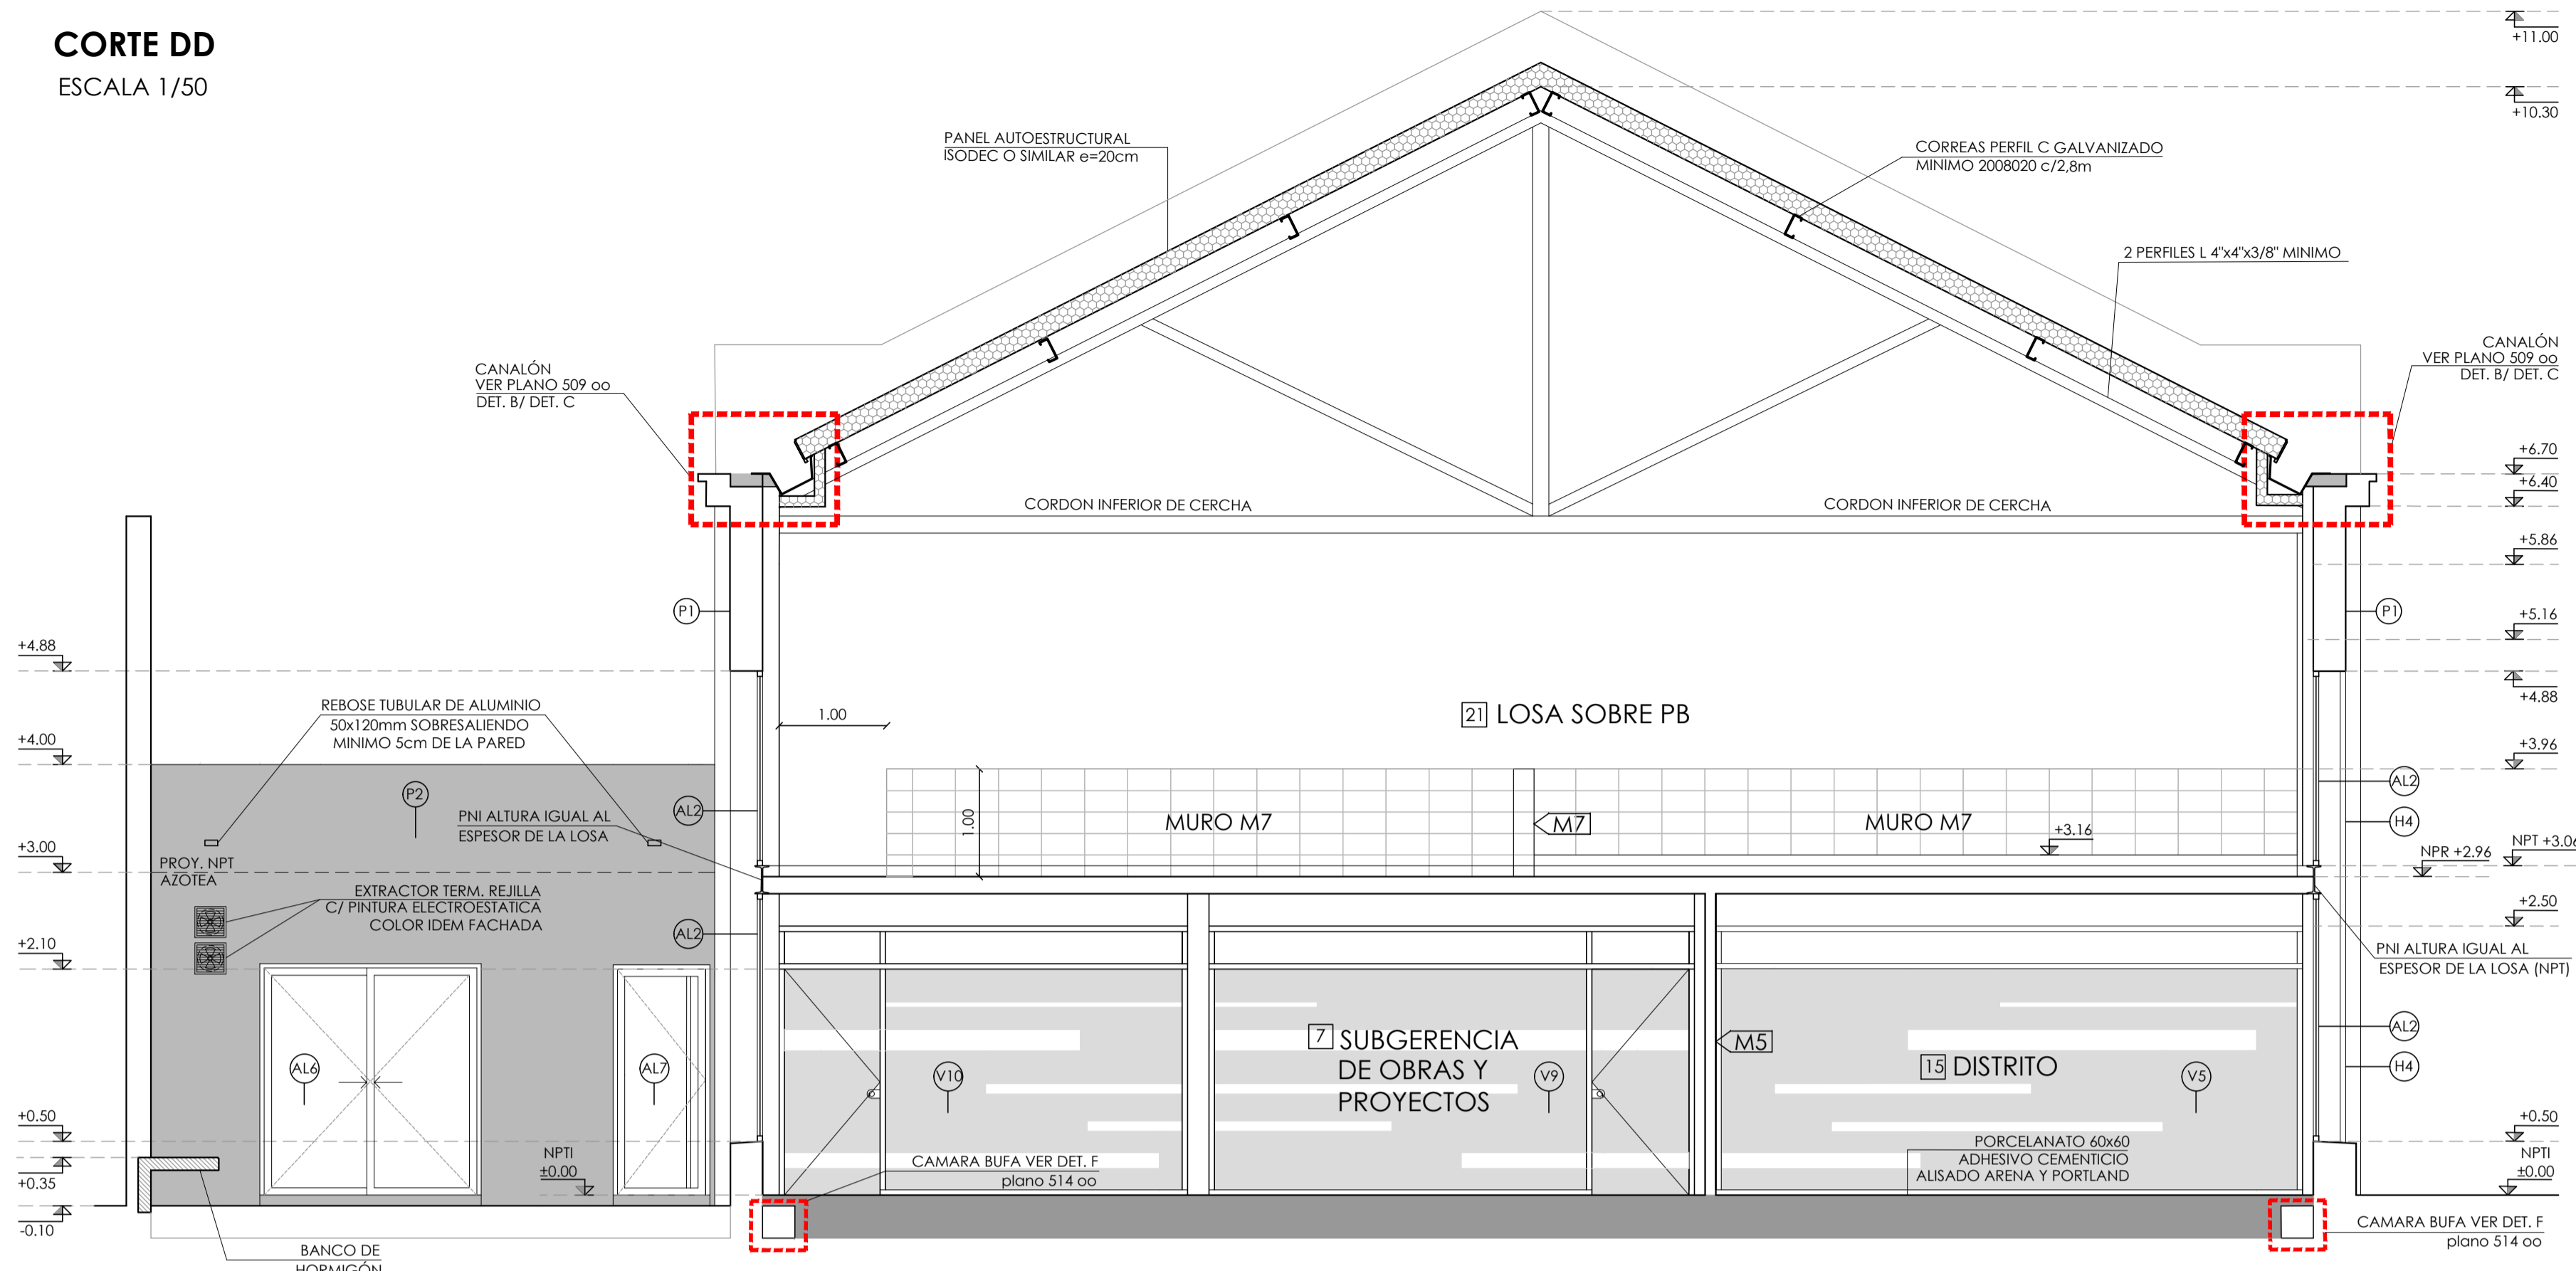 CORTE DD
ESCALA 1/50
+11.00
+10.30
PANEL AUTOESTRUCTURAL
ISODEC O SIMILAR e=20cm
CORREAS PERFIL C GALVANIZADO
MINIMO 2008020 c/2,8m
2 PERFILES L 4"x4"x3/8" MINIMO
CANALÓN
VER PLANO 509 oo
DET. B/ DET. C
CANALÓN
VER PLANO 509 oo
DET. B/ DET. C
+6.70
+6.40
CORDON INFERIOR DE CERCHA
CORDON INFERIOR DE CERCHA
+5.86
P1
P1
+5.16
+4.88
+4.88
REBOSE TUBULAR DE ALUMINIO
50x120mm SOBRESALIENDO
MINIMO 5cm DE LA PARED
1.00
21 LOSA SOBRE PB
+4.00
+3.96
P2
AL2
AL2
PNI ALTURA IGUAL AL
ESPESOR DE LA LOSA
1.00
MURO M7
M7
MURO M7
+3.16
H4
+3.00
PROY. NPT
AZOTEA
NPR +2.96
NPT +3.06
EXTRACTOR TERM. REJILLA
C/ PINTURA ELECTROESTATICA
COLOR IDEM FACHADA
AL2
+2.50
+2.10
PNI ALTURA IGUAL AL
ESPESOR DE LA LOSA (NPT)
AL6
AL7
V10
7 SUBGERENCIA
DE OBRAS Y
PROYECTOS
V9
M5
15 DISTRITO
V5
AL2
H4
+0.50
+0.50
+0.35
-0.10
NPTI
±0.00
CAMARA BUFA VER DET. F
plano 514 oo
PORCELANATO 60x60
ADHESIVO CEMENTICIO
ALISADO ARENA Y PORTLAND
NPTI
±0.00
CAMARA BUFA VER DET. F
plano 514 oo
BANCO DE
HORMIGÓN